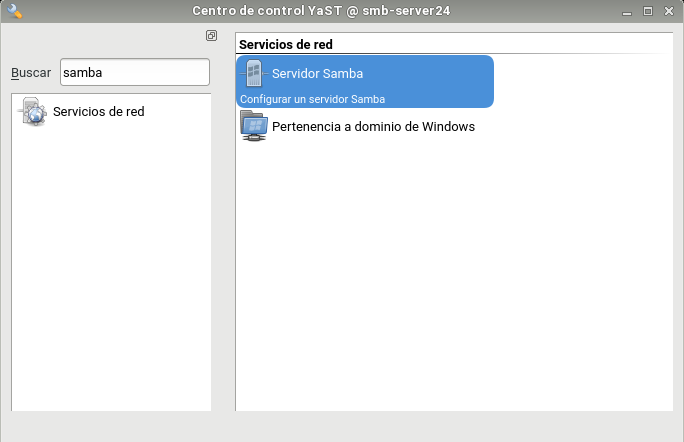 Centro de control YaST @ smb-server24
Buscar samba
Servicios de red
Servicios de red
Servidor Samba
Configurar un servidor Samba
Pertenencia a dominio de Windows